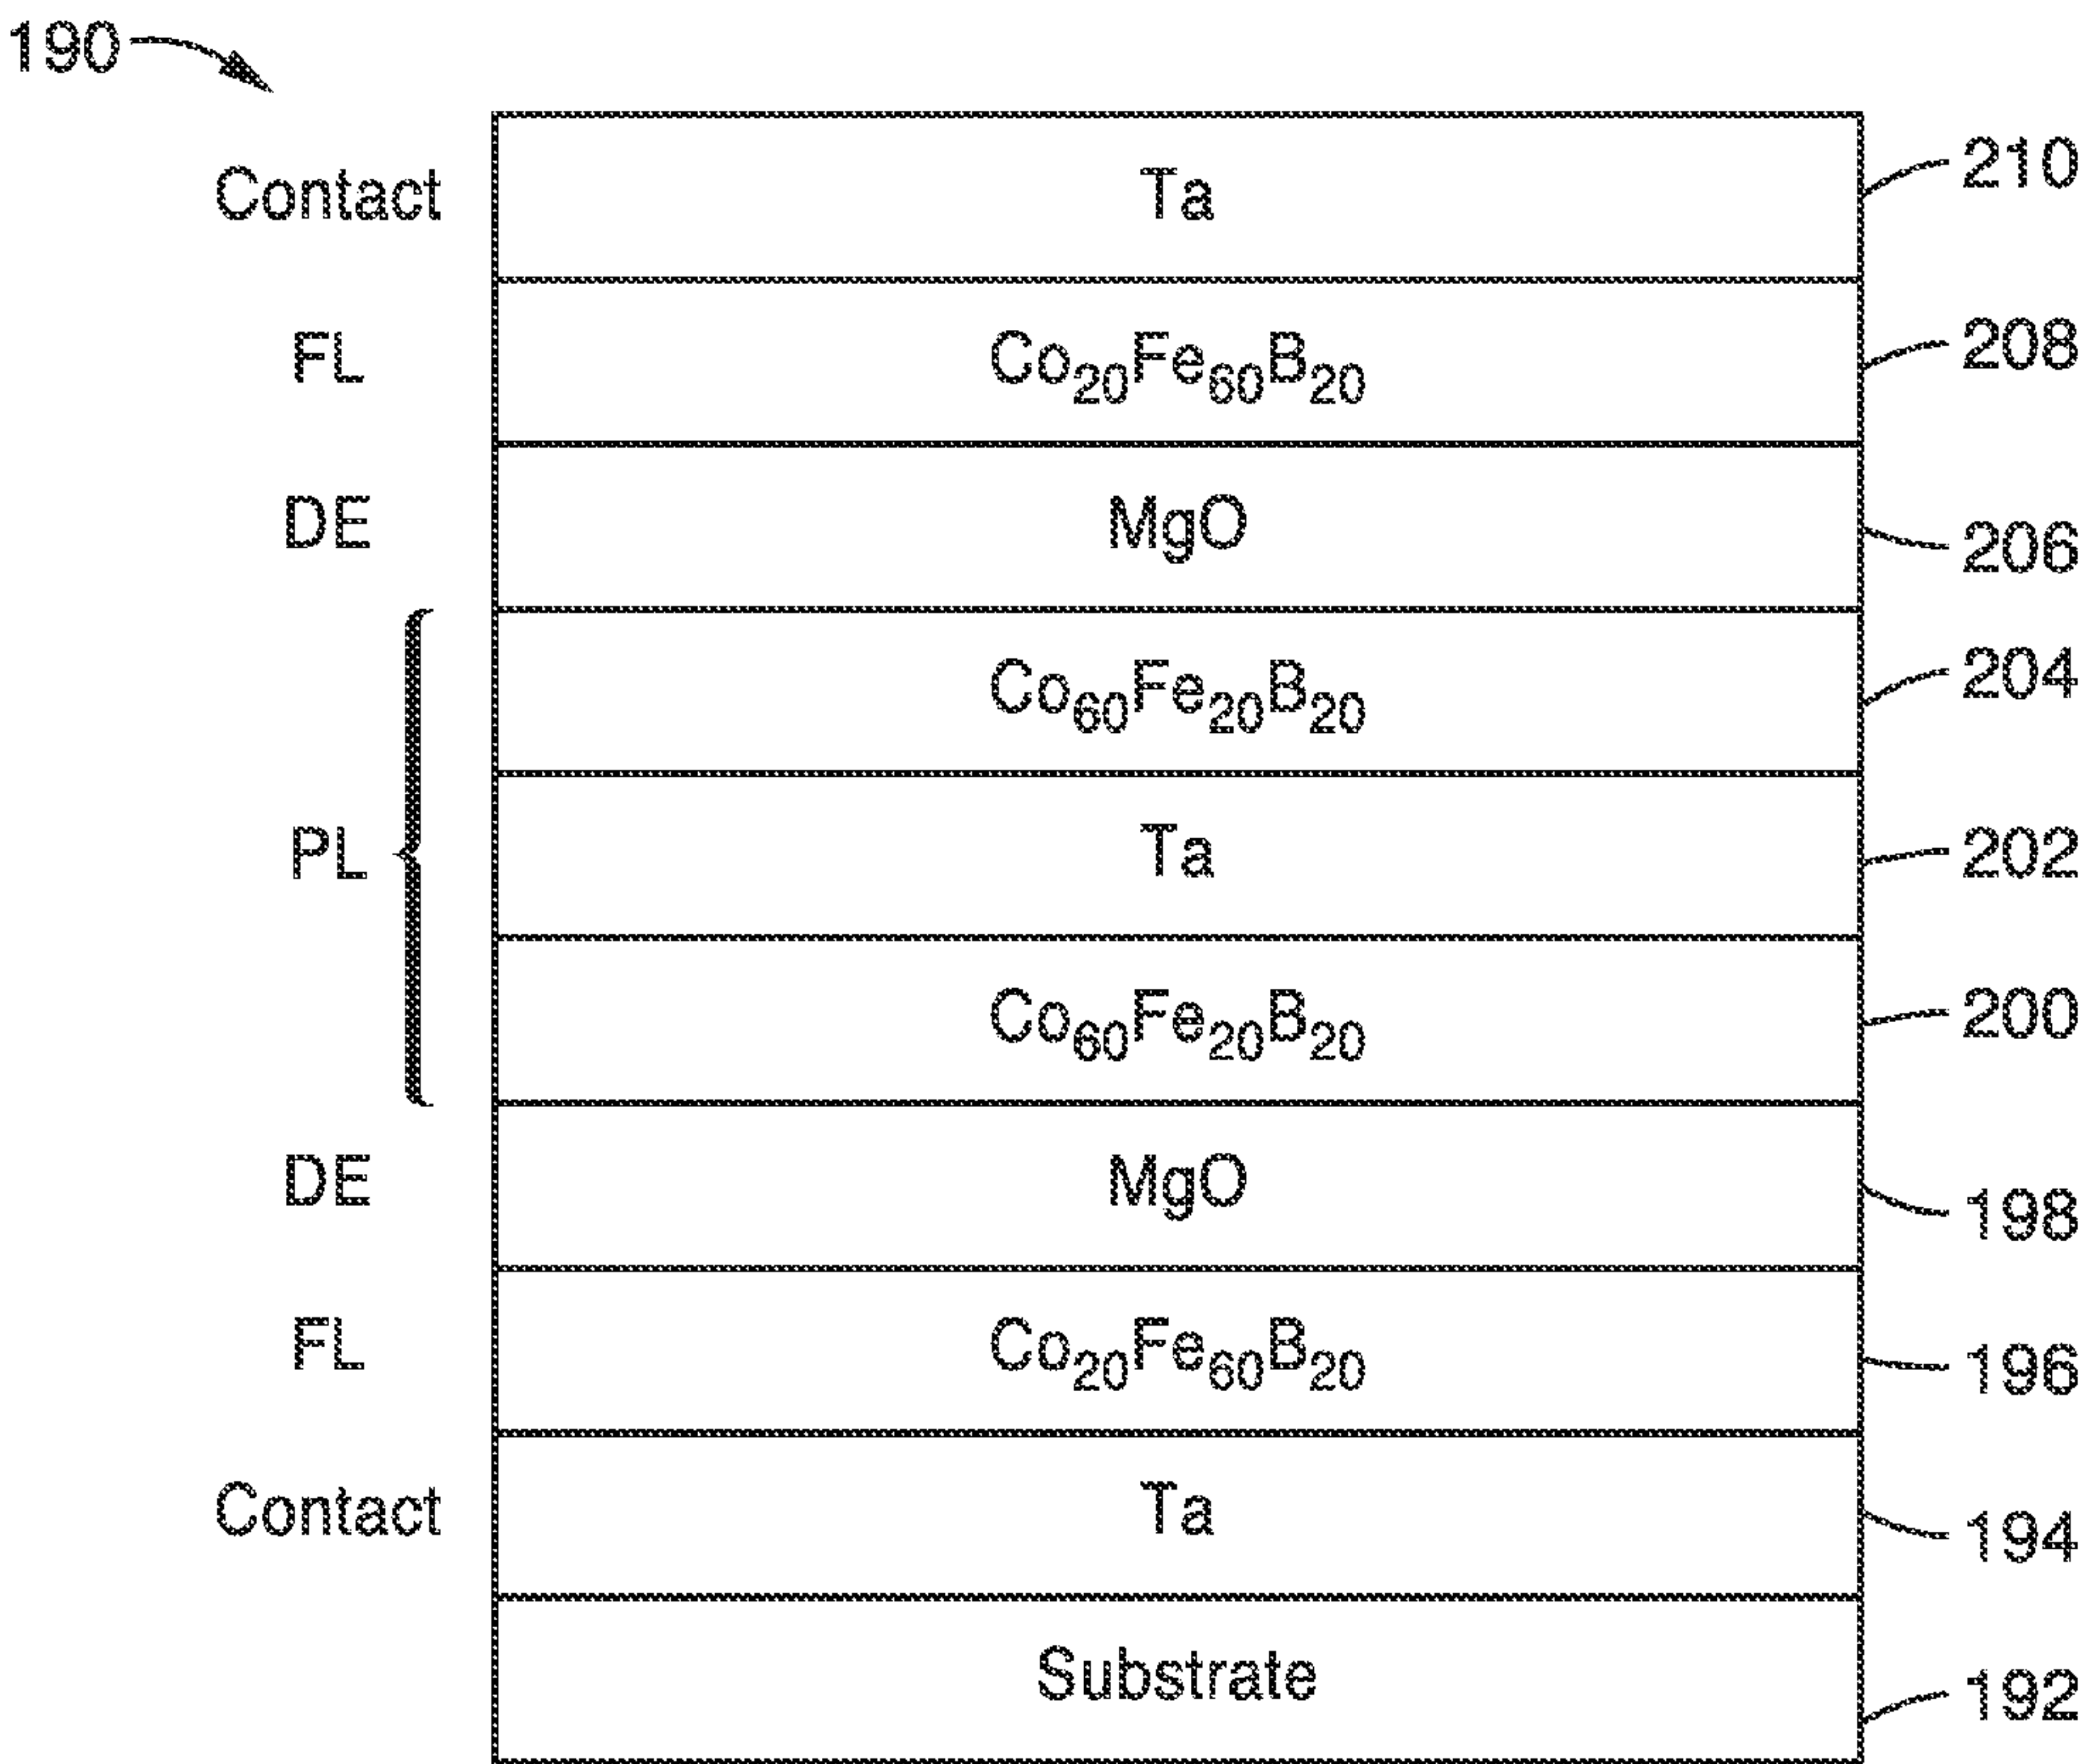 190
Contact Ta 210
FL Co₂₀Fe₆₀B₂₀ 208
DE MgO 206
Co₆₀Fe₂₀B₂₀ 204
PL Ta 202
Co₆₀Fe₂₀B₂₀ 200
DE MgO 198
FL Co₂₀Fe₆₀B₂₀ 196
Contact Ta 194
Substrate 192